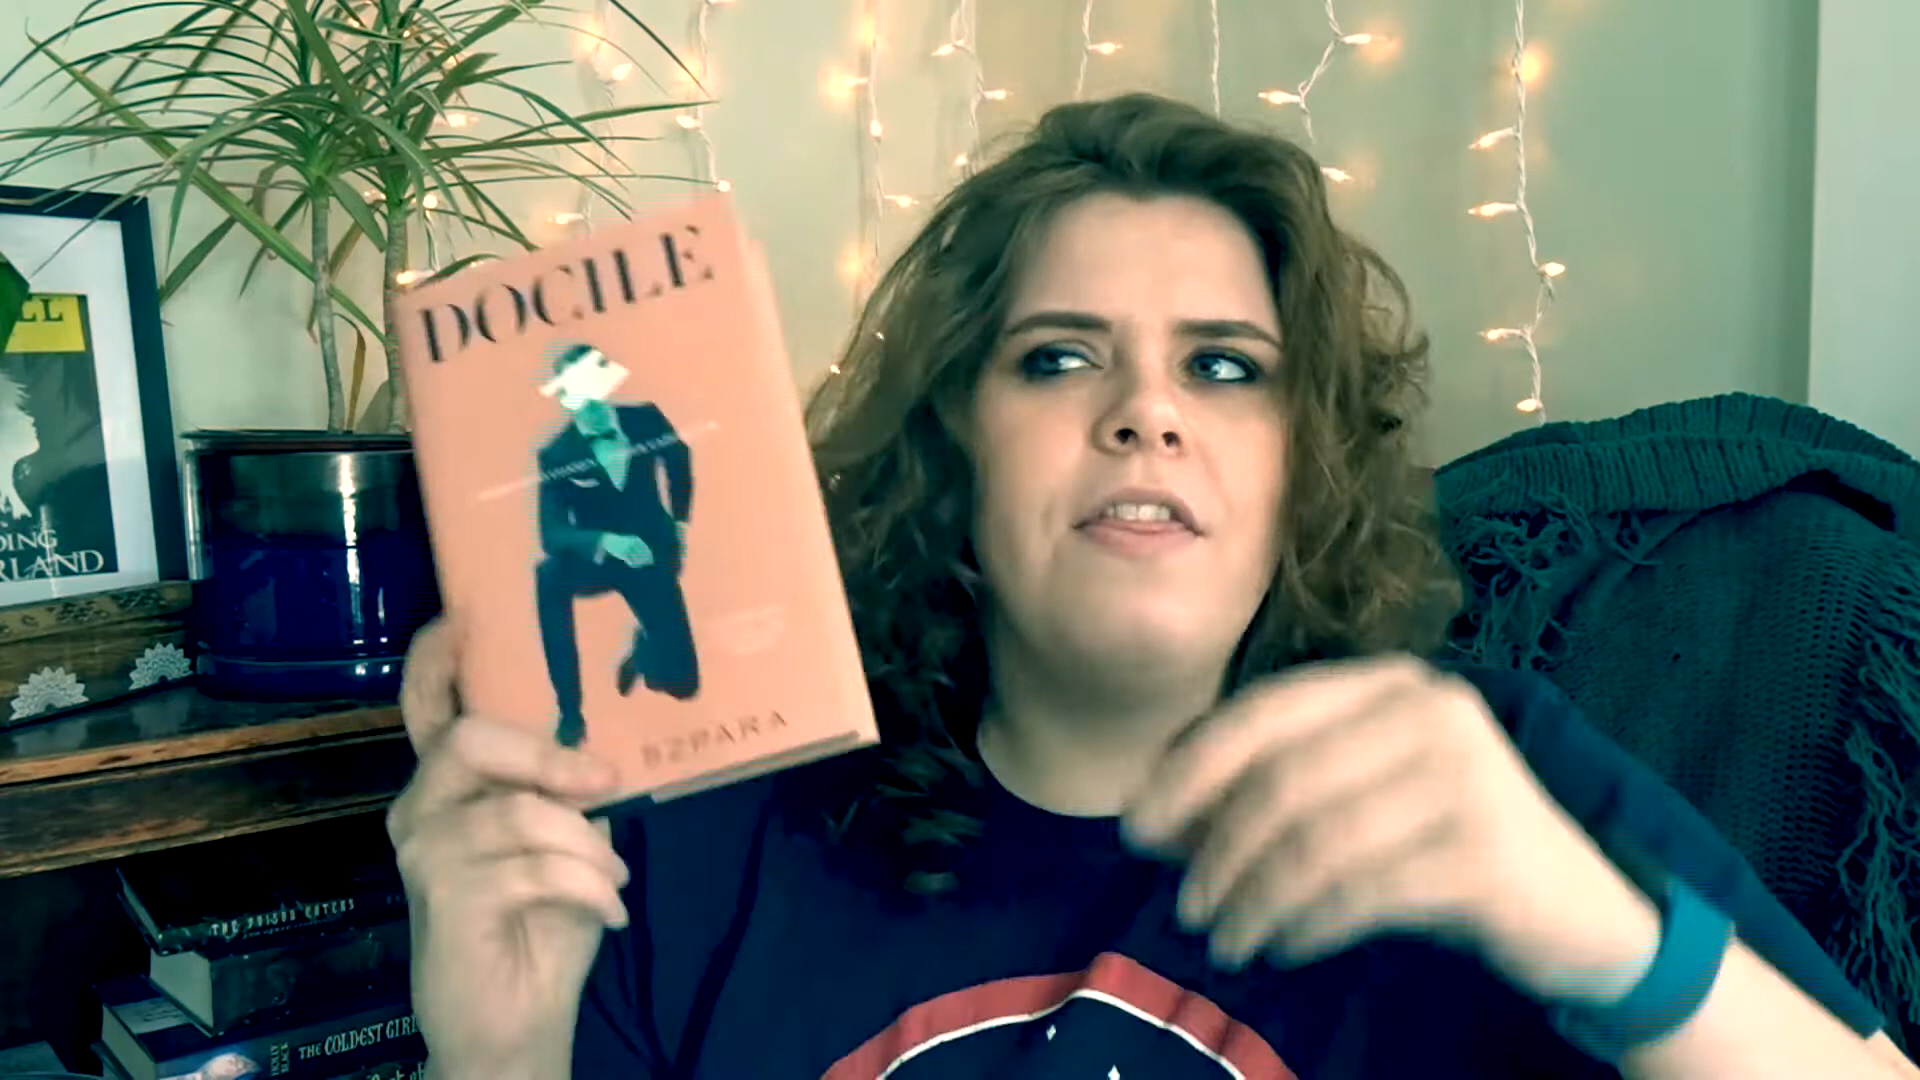 DOCILE
SZPARA
LL
DING
RLAND
THE POISON EATERS
THE COLDEST GIRL
HOLLY
BLACK